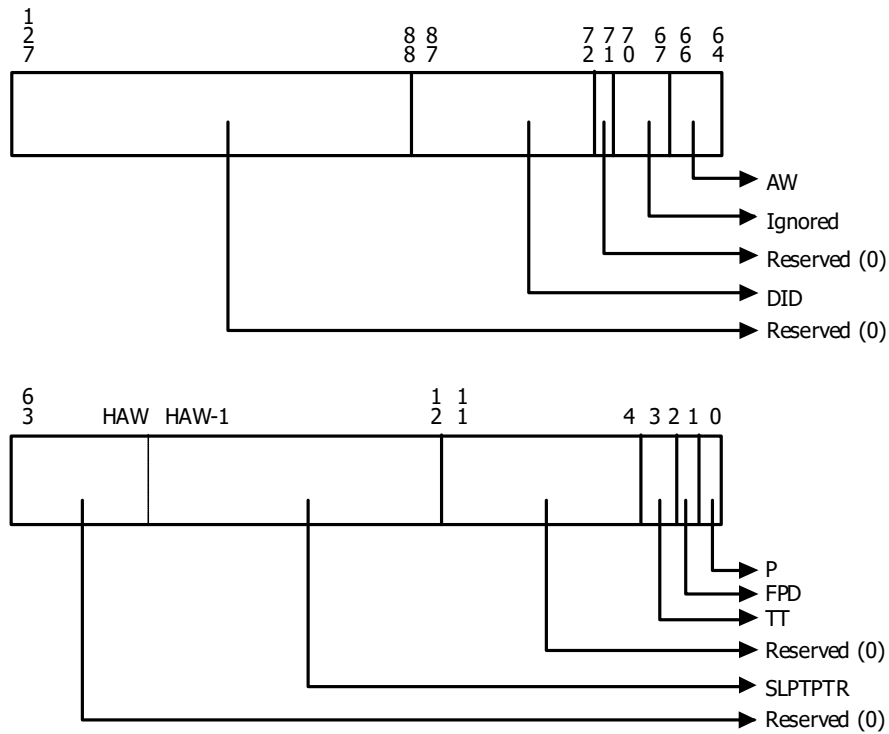 1 8 8 7 7 7 6 6 6
2 8 7 2 1 0 7 6 4
7
AW
Ignored
Reserved (0)
DID
Reserved (0)
6 1 1
3 HAW HAW-1 2 1 4 3 2 1 0
P
FPD
TT
Reserved (0)
SLPTPTR
Reserved (0)